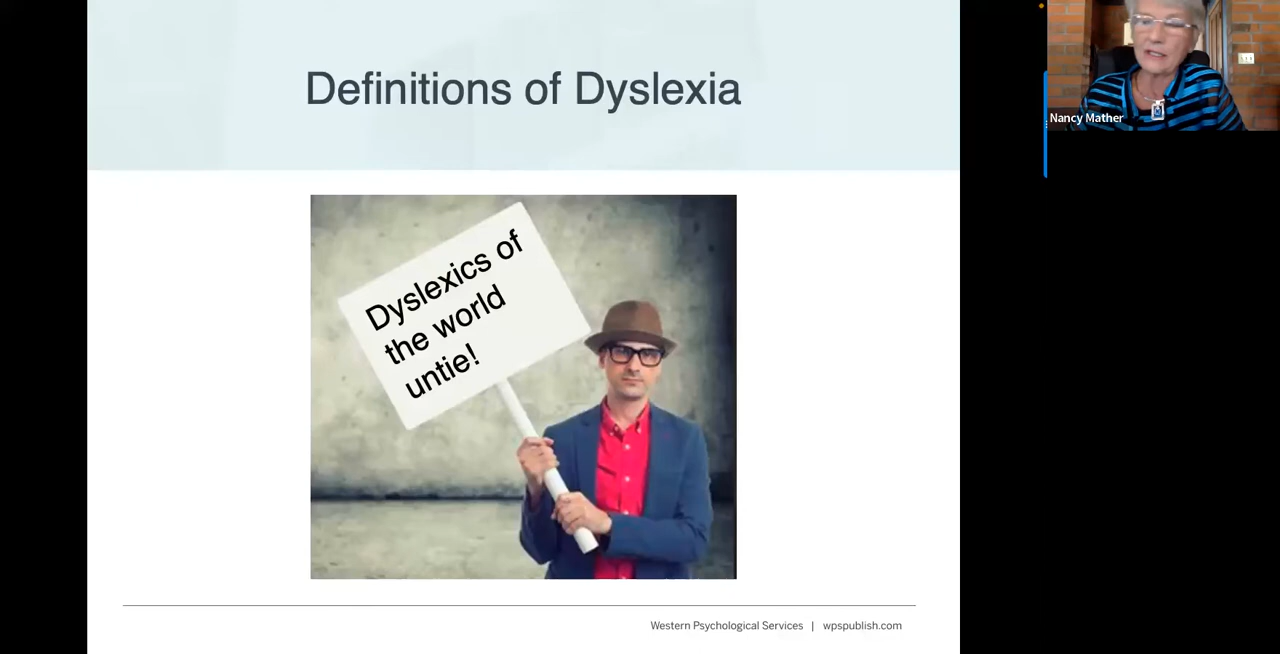 Definitions of Dyslexia
Nancy Mather
Dyslexics of
the world
untie!
Western Psychological Services | wpspublish.com